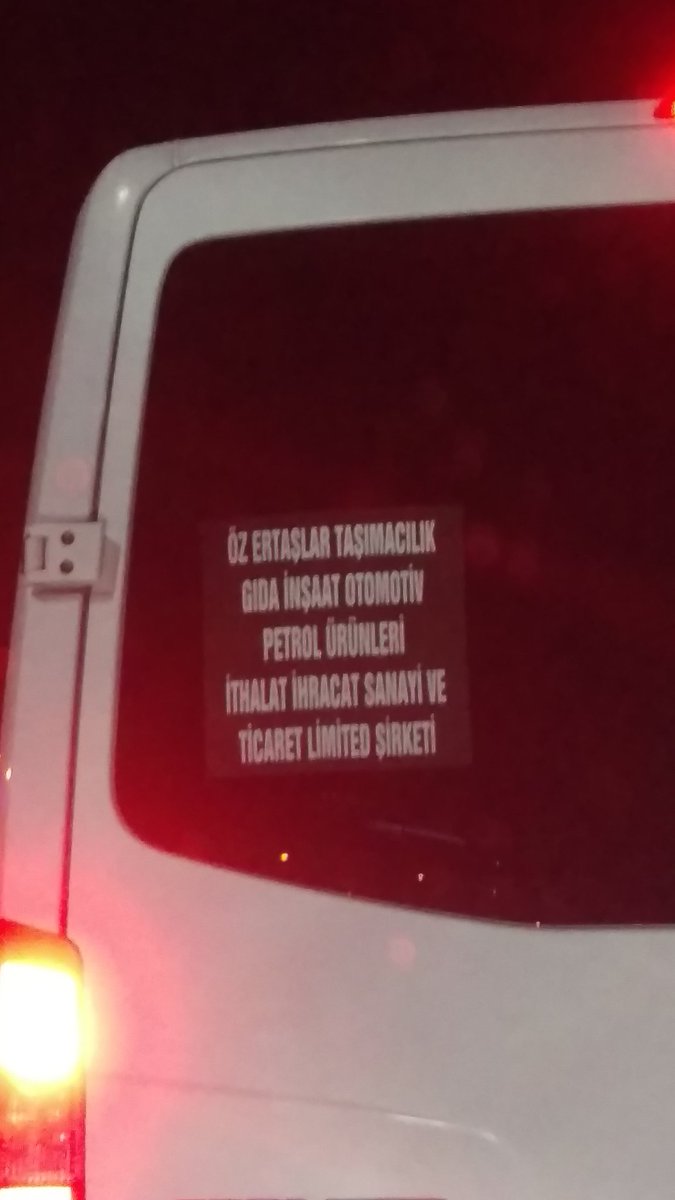 ÖZ ERTAŞLAR TAŞIMACILIK
GIDA İNŞAAT OTOMOTİV
PETROL ÜRÜNLERİ
İTHALAT İHRACAT SANAYİ VE
TİCARET LİMİTED ŞİRKETİ